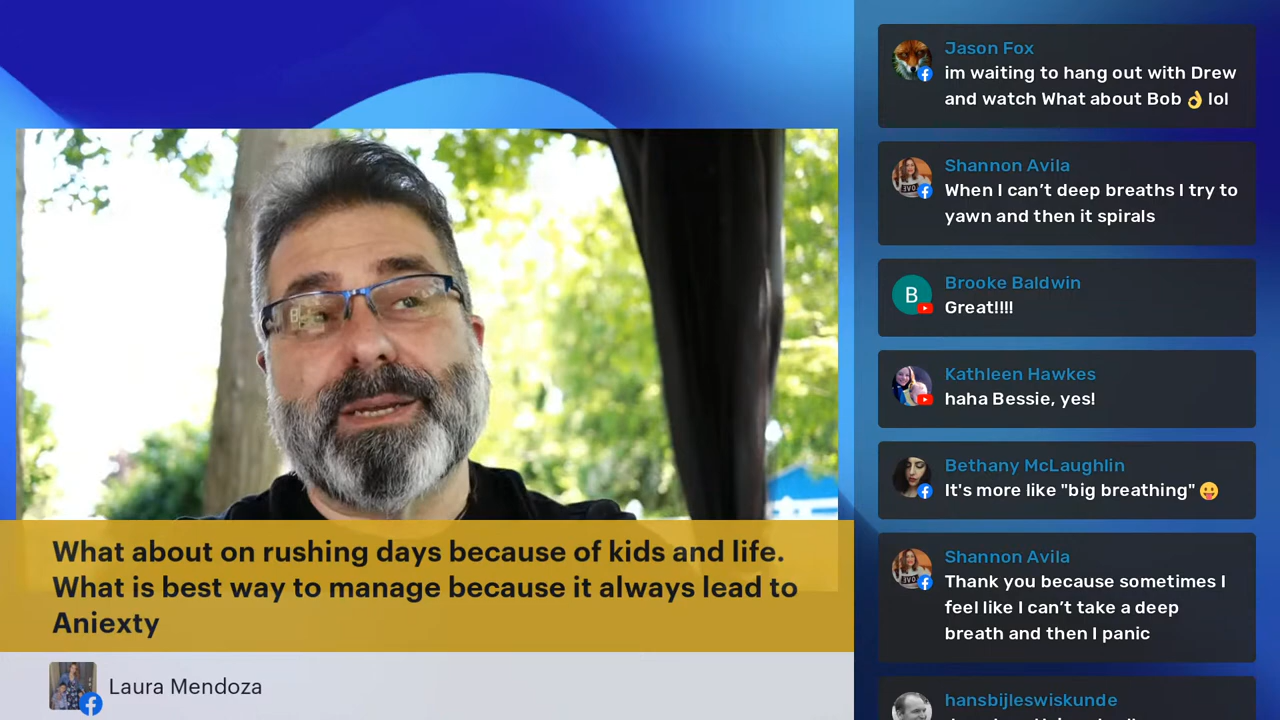 Jason Fox
im waiting to hang out with Drew
and watch What about Bob 👌 lol
Shannon Avila
When I can’t deep breaths I try to
yawn and then it spirals
B
Brooke Baldwin
Great!!!!
Kathleen Hawkes
haha Bessie, yes!
Bethany McLaughlin
It's more like "big breathing" 😛
Shannon Avila
Thank you because sometimes I
feel like I can’t take a deep
breath and then I panic
hansbijleswiskunde
What about on rushing days because of kids and life.
What is best way to manage because it always lead to
Aniexty
Laura Mendoza